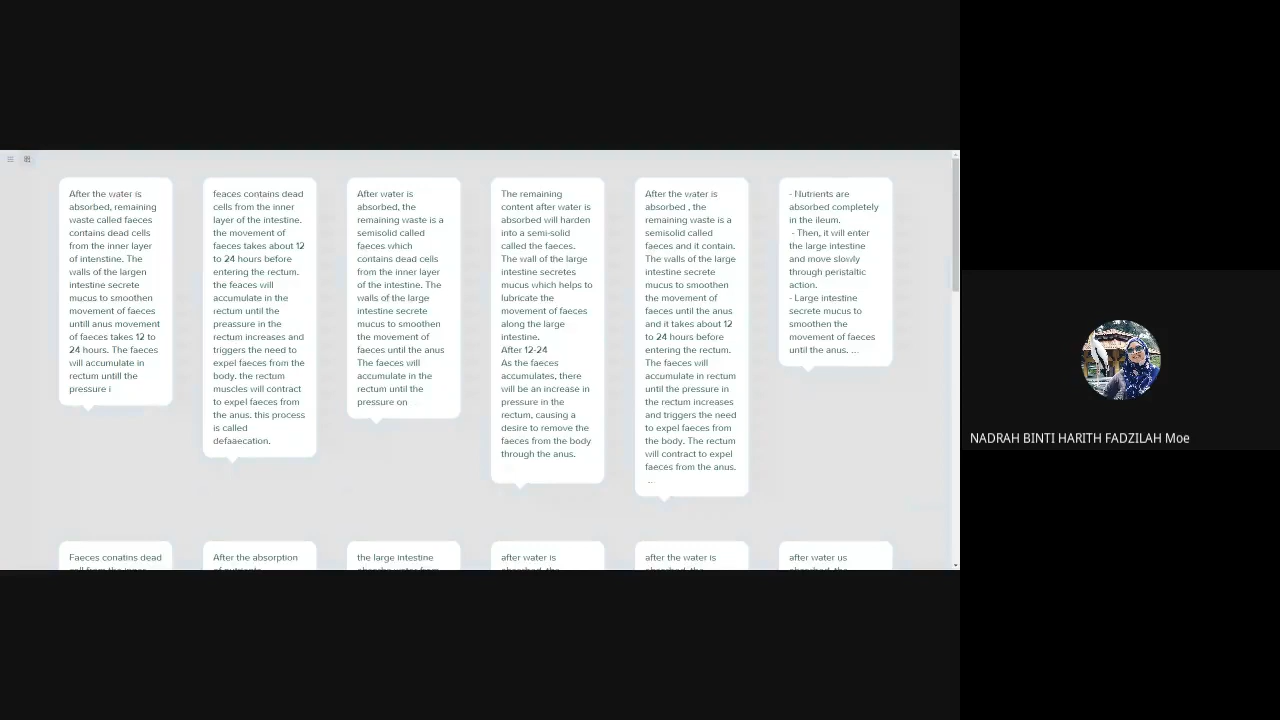 After the water is
absorbed, remaining
waste called faeces
contains dead cells
from the inner layer
of intenstine. The
walls of the largen
intestine secrete
mucus to smoothen
movement of faeces
untill anus movement
of faeces takes 12 to
24 hours. The faeces
will accumulate in
rectum untill the
pressure i
feaces contains dead
cells from the inner
layer of the intestine.
the movement of
faeces takes about 12
to 24 hours before
entering the rectum.
the feaces will
accumulate in the
rectum until the
preassure in the
rectum increases and
triggers the need to
expel faeces from the
body. the rectum
muscles will contract
to expel faeces from
the anus. this process
is called
defaaecation.
After water is
absorbed, the
remaining waste is a
semisolid called
faeces which
contains dead cells
from the inner layer
of the intestine. The
walls of the large
intestine secrete
mucus to smoothen
the movement of
faeces until the anus
The faeces will
accumulate in the
rectum until the
pressure on
The remaining
content after water is
absorbed will harden
into a semi-solid
called the faeces.
The wall of the large
intestine secretes
mucus which helps to
lubricate the
movement of faeces
along the large
intestine.
After 12-24
As the faeces
accumulates, there
will be an increase in
pressure in the
rectum, causing a
desire to remove the
faeces from the body
through the anus.
After the water is
absorbed , the
remaining waste is a
semisolid called
faeces and it contain.
The walls of the large
intestine secrete
mucus to smoothen
the movement of
faeces until the anus
and it takes about 12
to 24 hours before
entering the rectum.
The faeces will
accumulate in rectum
until the pressure in
the rectum increases
and triggers the need
to expel faeces from
the body. The rectum
will contract to expel
faeces from the anus.
...
- Nutrients are
absorbed completely
in the ileum.
- Then, it will enter
the large intestine
and move slowly
through peristaltic
action.
- Large intestine
secrete mucus to
smoothen the
movement of faeces
until the anus. ...
Faeces conatins dead
After the absorption
the large intestine
after water is
after the water is
after water us
NADRAH BINTI HARITH FADZILAH Moe